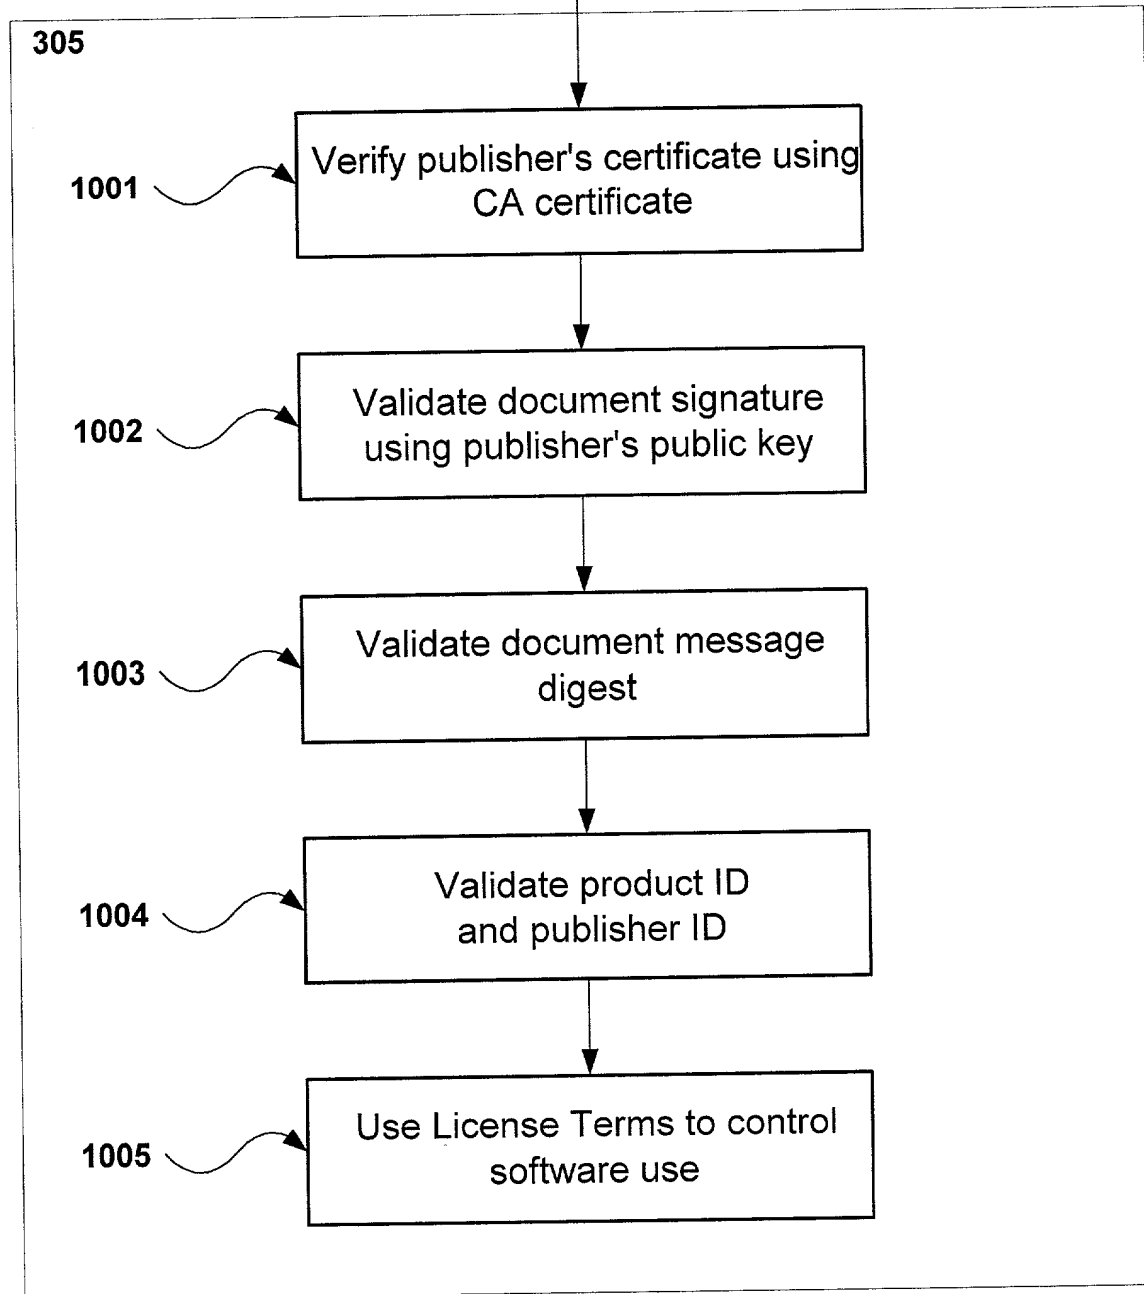 305
1001
Verify publisher's certificate using
CA certificate
1002
Validate document signature
using publisher's public key
1003
Validate document message
digest
1004
Validate product ID
and publisher ID
1005
Use License Terms to control
software use